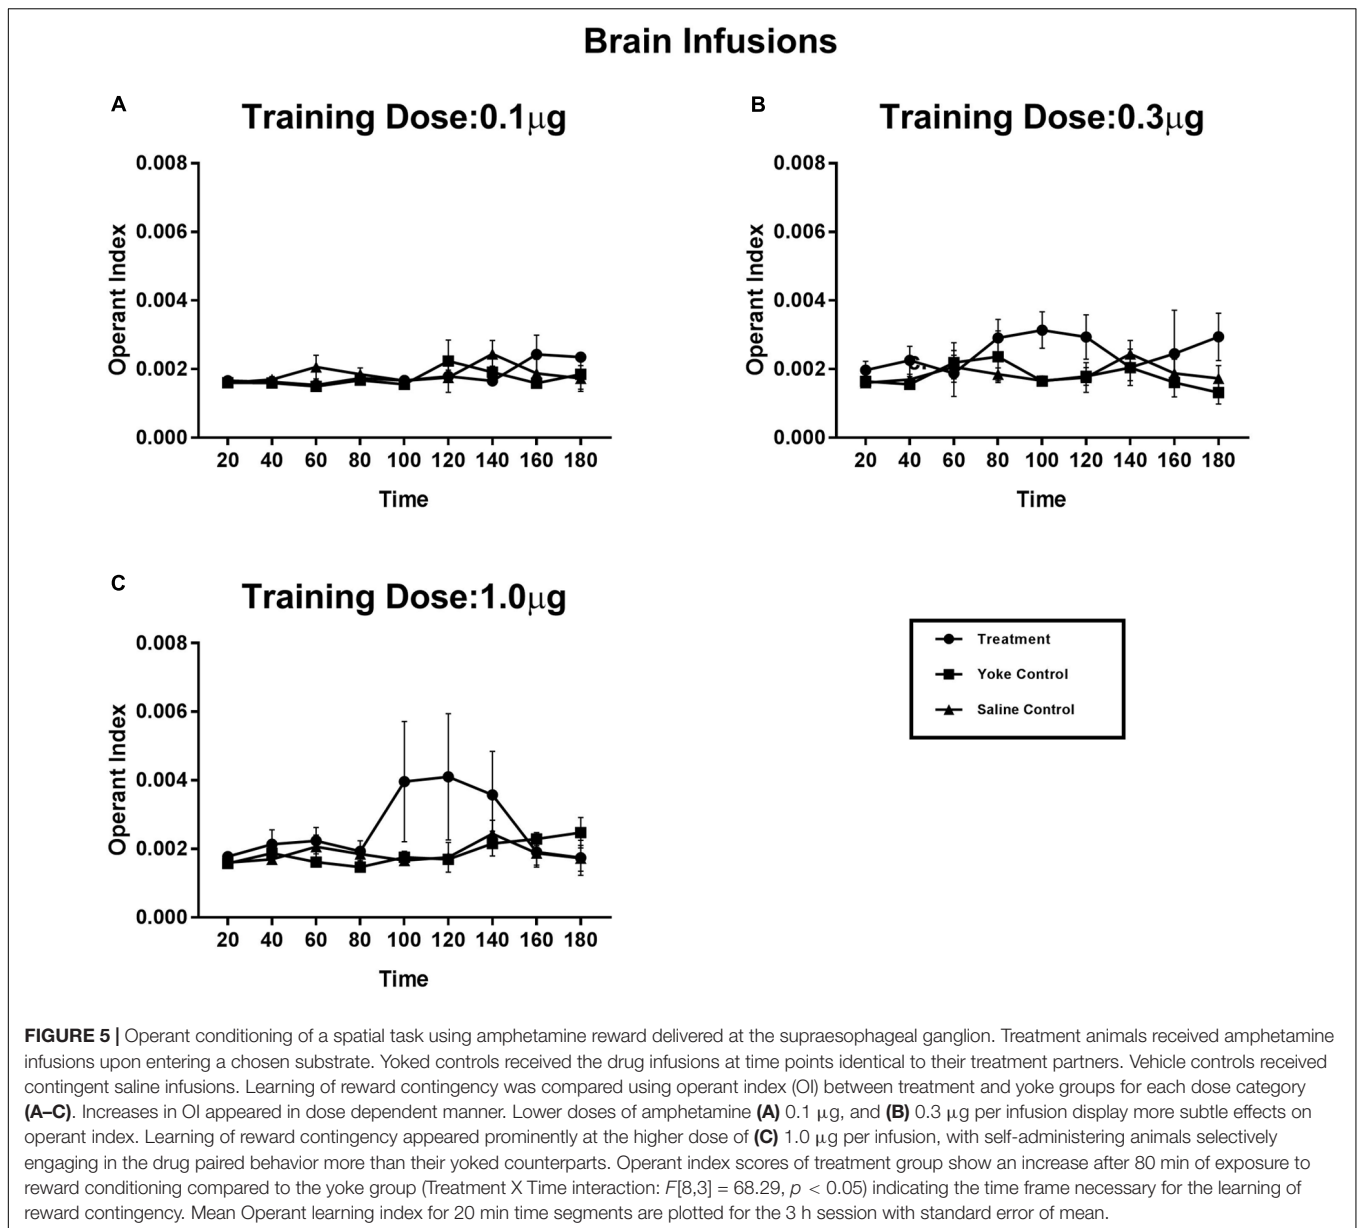 Brain Infusions
A
Training Dose:0.1μg
0.008
0.006
0.004
0.002
0.000
Operant Index
20 40 60 80 100 120 140 160 180
Time
B
Training Dose:0.3μg
0.008
0.006
0.004
0.002
0.000
Operant Index
C.
20 40 60 80 100 120 140 160 180
Time
C
Training Dose:1.0μg
0.008
0.006
0.004
0.002
0.000
Operant Index
20 40 60 80 100 120 140 160 180
Time
Treatment
Yoke Control
Saline Control
FIGURE 5 | Operant conditioning of a spatial task using amphetamine reward delivered at the supraesophageal ganglion. Treatment animals received amphetamine
infusions upon entering a chosen substrate. Yoked controls received the drug infusions at time points identical to their treatment partners. Vehicle controls received
contingent saline infusions. Learning of reward contingency was compared using operant index (OI) between treatment and yoke groups for each dose category
(A–C). Increases in OI appeared in dose dependent manner. Lower doses of amphetamine (A) 0.1 μg, and (B) 0.3 μg per infusion display more subtle effects on
operant index. Learning of reward contingency appeared prominently at the higher dose of (C) 1.0 μg per infusion, with self-administering animals selectively
engaging in the drug paired behavior more than their yoked counterparts. Operant index scores of treatment group show an increase after 80 min of exposure to
reward conditioning compared to the yoke group (Treatment X Time interaction: F[8,3] = 68.29, p < 0.05) indicating the time frame necessary for the learning of
reward contingency. Mean Operant learning index for 20 min time segments are plotted for the 3 h session with standard error of mean.